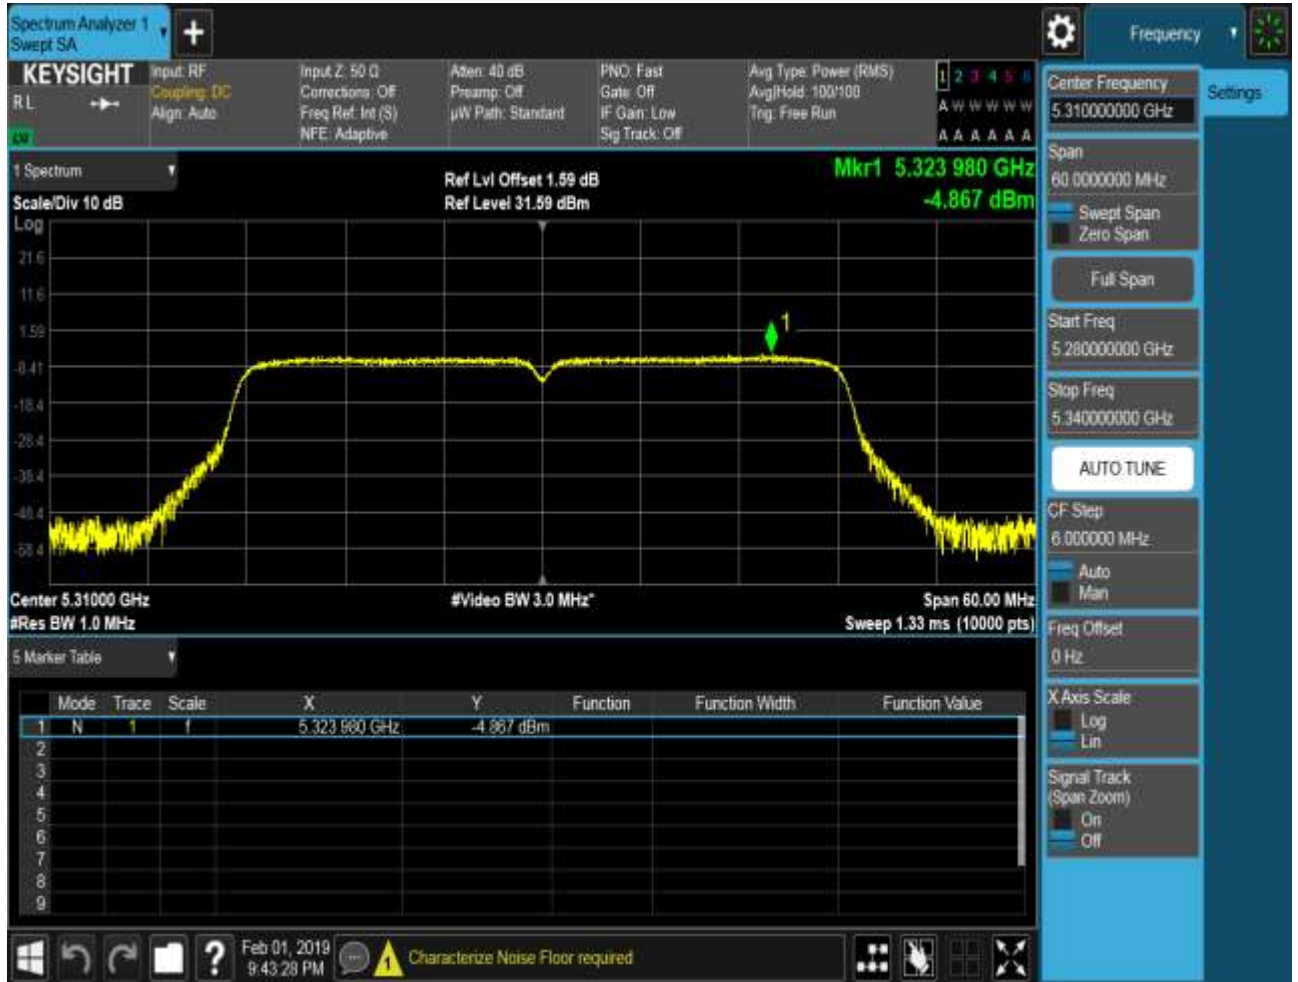 Spectrum Analyzer 1
Swept SA
+
Frequency
KEYSIGHT
RL
Input: RF
Coupling: DC
Align: Auto
Input Z: 50 Ω
Corrections: Off
Freq Ref: Int (S)
NFE: Adaptive
Atten: 40 dB
Preamp: Off
µW Path: Standard
PNO: Fast
Gate: Off
IF Gain: Low
Sig Track: Off
Avg Type: Power (RMS)
Avg|Hold: 100/100
Trig: Free Run
1 2 3 4 5 6
A W W W W W
A A A A A A
1 Spectrum
Scale/Div 10 dB
Ref Lvl Offset 1.59 dB
Ref Level 31.59 dBm
Mkr1 5.323 980 GHz
-4.867 dBm
Log
21.6
11.6
1.59
-8.41
-18.4
-28.4
-38.4
-48.4
-58.4
1
Center 5.31000 GHz
#Res BW 1.0 MHz
#Video BW 3.0 MHz*
Span 60.00 MHz
Sweep 1.33 ms (10000 pts)
5 Marker Table
Mode Trace Scale X Y Function Function Width Function Value
1 N 1 f 5.323 980 GHz -4.867 dBm
2
3
4
5
6
7
8
9
Feb 01, 2019
9:43:28 PM
?
1
Characterize Noise Floor required
Center Frequency
5.310000000 GHz
Settings
Span
60.0000000 MHz
Swept Span
Zero Span
Full Span
Start Freq
5.280000000 GHz
Stop Freq
5.340000000 GHz
AUTO TUNE
CF Step
6.000000 MHz
Auto
Man
Freq Offset
0 Hz
X Axis Scale
Log
Lin
Signal Track
(Span Zoom)
On
Off